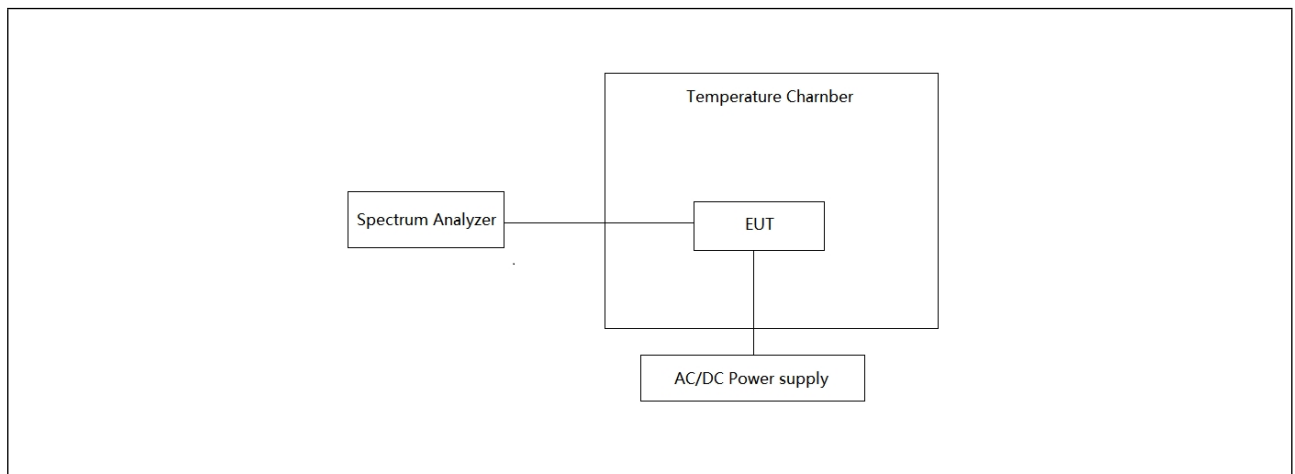 Temperature Charnber
Spectrum Analyzer
EUT
AC/DC Power supply